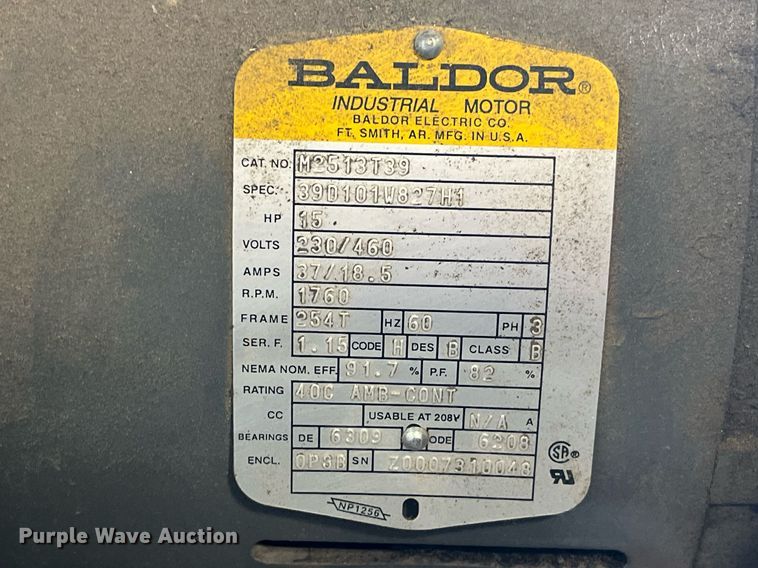 BALDOR®
INDUSTRIAL MOTOR
BALDOR ELECTRIC CO.
FT. SMITH, AR. MFG. IN U.S.A.
CAT. NO. M2513T39
SPEC. 39D101W827H1
HP 15
VOLTS 230/460
AMPS 37/18.5
R.P.M. 1760
FRAME 254T HZ 60 PH 3
SER. F. 1.15 CODE H DES B CLASS B
NEMA NOM. EFF. 91.7 % P.F. 82 %
RATING 40C AMB-CONT
CC USABLE AT 208V N/A A
BEARINGS DE 6309 ODE 6208
ENCL. OPSB SN Z0007310048
SA®
NP1256
Purple Wave Auction